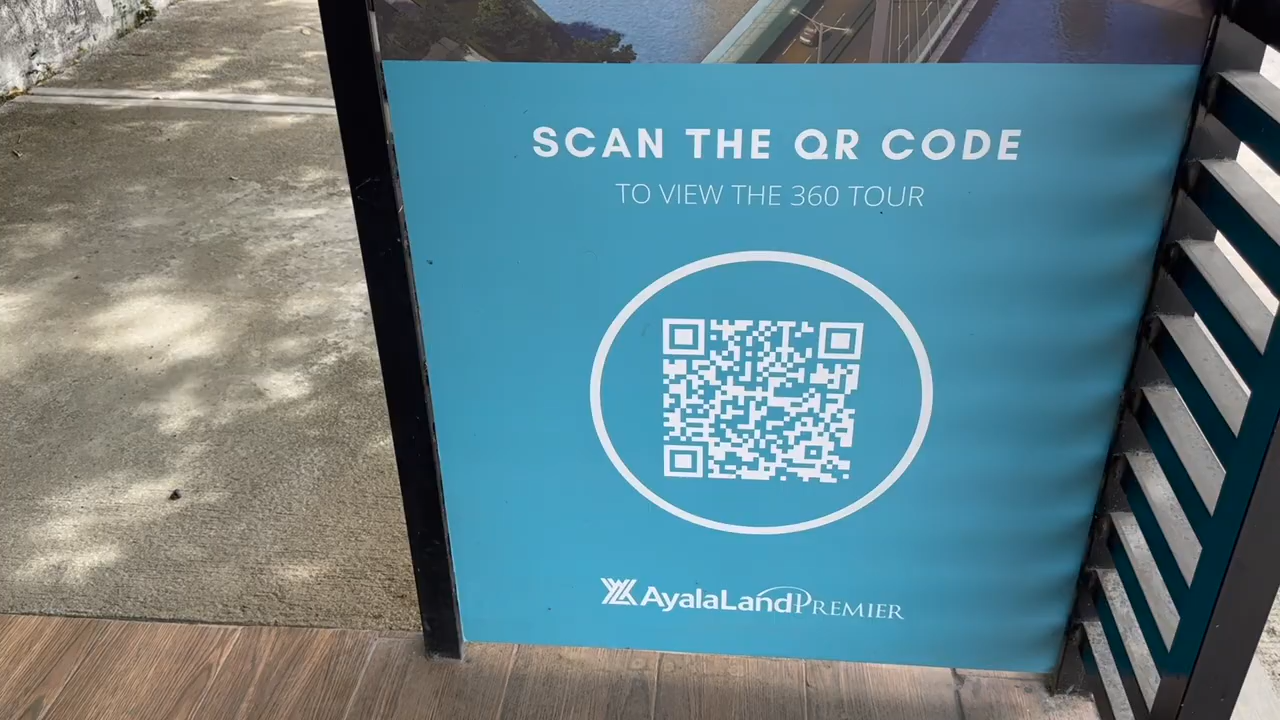 SCAN THE QR CODE
TO VIEW THE 360 TOUR
AyalaLand PREMIER